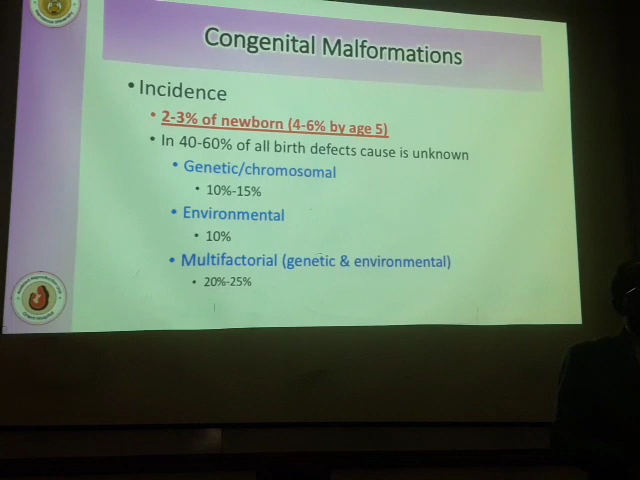 Congenital Malformations
• Incidence
• 2-3% of newborn (4-6% by age 5)
• In 40-60% of all birth defects cause is unknown
• Genetic/chromosomal
• 10%-15%
• Environmental
• 10%
• Multifactorial (genetic & environmental)
• 20%-25%